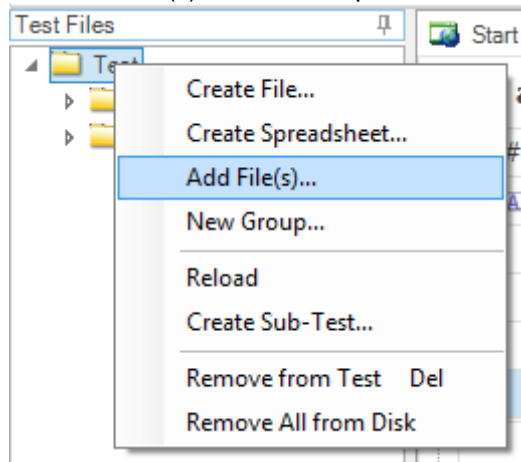 Test Files
Start
Test
Create File...
Create Spreadsheet...
Add File(s)...
New Group...
Reload
Create Sub-Test...
Remove from Test Del
Remove All from Disk